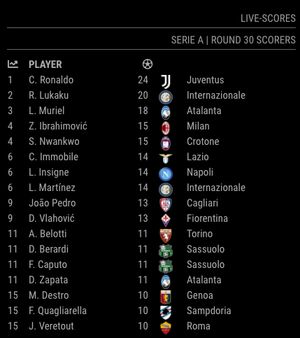 LIVE-SCORES
SERIE A | ROUND 30 SCORERS
PLAYER
1 C. Ronaldo 24 Juventus
2 R. Lukaku 20 Internazionale
3 L. Muriel 18 Atalanta
4 Z. Ibrahimović 15 Milan
4 S. Nwankwo 15 Crotone
6 C. Immobile 14 Lazio
6 L. Insigne 14 Napoli
6 L. Martínez 14 Internazionale
9 João Pedro 13 Cagliari
9 D. Vlahović 13 Fiorentina
11 A. Belotti 11 Torino
11 D. Berardi 11 Sassuolo
11 F. Caputo 11 Sassuolo
11 D. Zapata 11 Atalanta
15 M. Destro 10 Genoa
15 F. Quagliarella 10 Sampdoria
15 J. Veretout 10 Roma